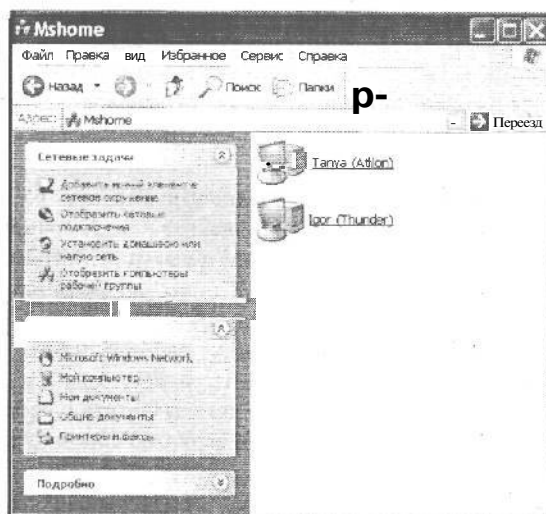 Mshome
Файл Правка вид Избранное Сервис Справка
Назад Поиск Папки р-
Адрес: Mshome - Переезд
Сетевые задачи
Добавить новый элемент в
сетевое окружение
Отобразить сетевые
подключения
Установить домашнюю или
малую сеть
Отобразить компьютеры
рабочей группы
Microsoft Windows Network
Мой компьютер
Мои документы
Общие документы
Принтеры и факсы
Подробно
Tanya (Atlon)
Igor (Thunder)